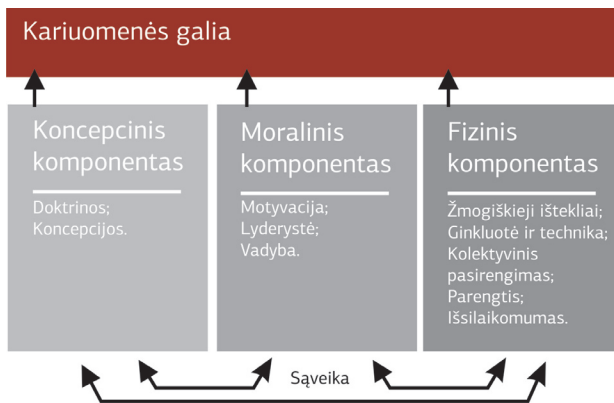 Kariuomenės galia
Koncepcinis
komponentas
Doktrinos;
Koncepcijos.
Moralinis
komponentas
Motyvacija;
Lyderystė;
Vadyba.
Fizinis
komponentas
Žmogiškieji ištekliai;
Ginkluotė ir technika;
Kolektyvinis
pasirengimas;
Parengtis;
Išsilaikomumas.
Sąveika